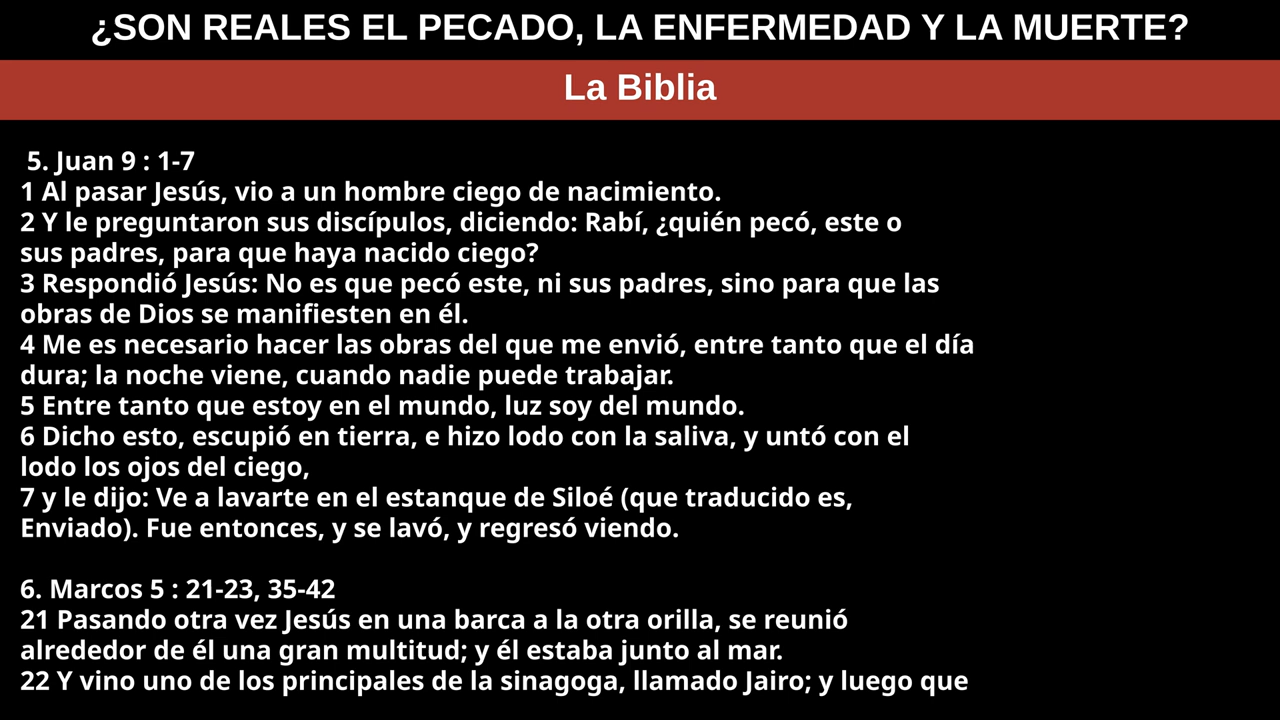 ¿SON REALES EL PECADO, LA ENFERMEDAD Y LA MUERTE?
La Biblia
5. Juan 9 : 1-7
1 Al pasar Jesús, vio a un hombre ciego de nacimiento.
2 Y le preguntaron sus discípulos, diciendo: Rabí, ¿quién pecó, este o
sus padres, para que haya nacido ciego?
3 Respondió Jesús: No es que pecó este, ni sus padres, sino para que las
obras de Dios se manifiesten en él.
4 Me es necesario hacer las obras del que me envió, entre tanto que el día
dura; la noche viene, cuando nadie puede trabajar.
5 Entre tanto que estoy en el mundo, luz soy del mundo.
6 Dicho esto, escupió en tierra, e hizo lodo con la saliva, y untó con el
lodo los ojos del ciego,
7 y le dijo: Ve a lavarte en el estanque de Siloé (que traducido es,
Enviado). Fue entonces, y se lavó, y regresó viendo.
6. Marcos 5 : 21-23, 35-42
21 Pasando otra vez Jesús en una barca a la otra orilla, se reunió
alrededor de él una gran multitud; y él estaba junto al mar.
22 Y vino uno de los principales de la sinagoga, llamado Jairo; y luego que